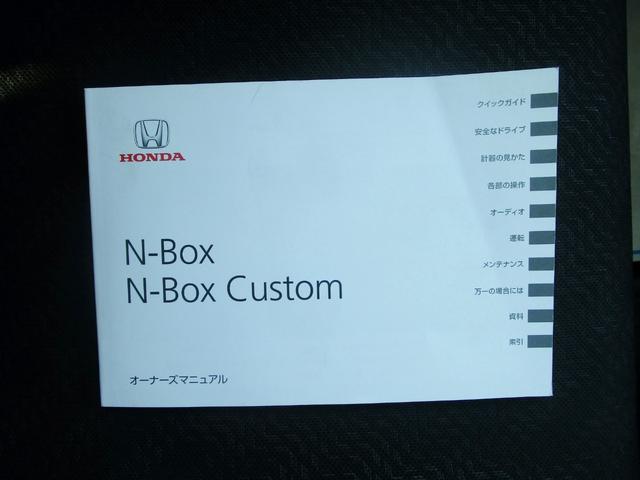 HONDA
N-Box
N-Box Custom
オーナーズマニュアル
クイックガイド
安全なドライブ
計器の見かた
各部の操作
オーディオ
運転
メンテナンス
万一の場合には
資料
索引